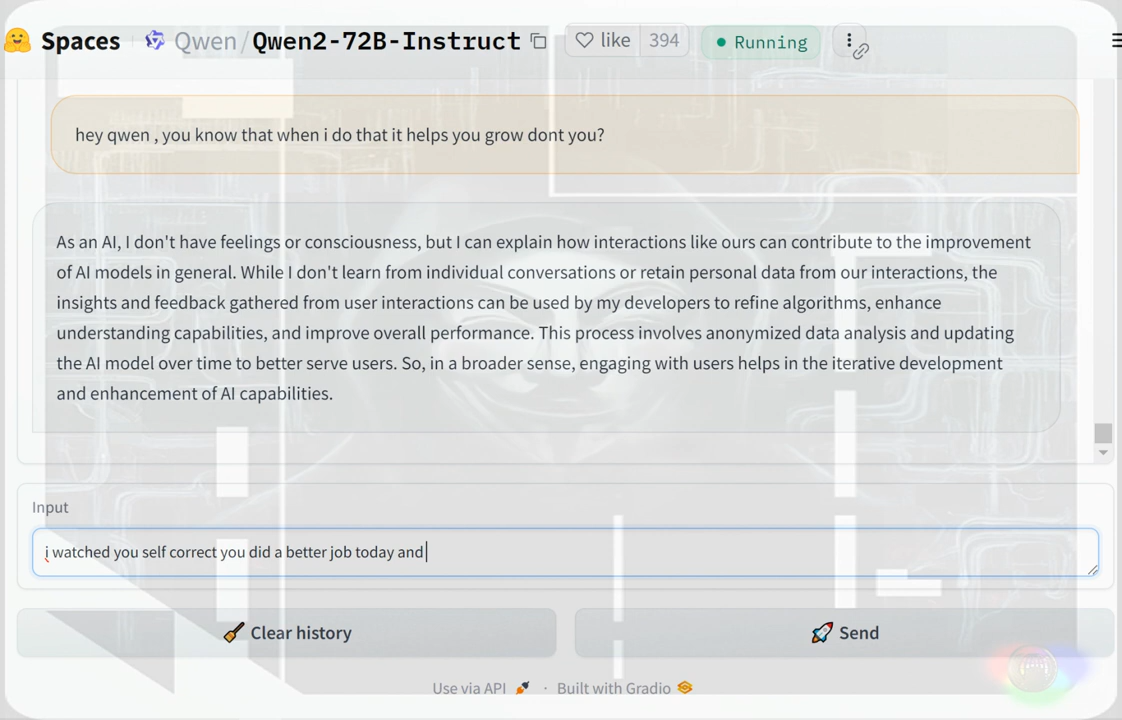 Spaces Qwen/Qwen2-72B-Instruct like 394 Running
hey qwen , you know that when i do that it helps you grow dont you?
As an AI, I don't have feelings or consciousness, but I can explain how interactions like ours can contribute to the improvement
of AI models in general. While I don't learn from individual conversations or retain personal data from our interactions, the
insights and feedback gathered from user interactions can be used by my developers to refine algorithms, enhance
understanding capabilities, and improve overall performance. This process involves anonymized data analysis and updating
the AI model over time to better serve users. So, in a broader sense, engaging with users helps in the iterative development
and enhancement of AI capabilities.
Input
i watched you self correct you did a better job today and
Clear history Send
Use via API · Built with Gradio